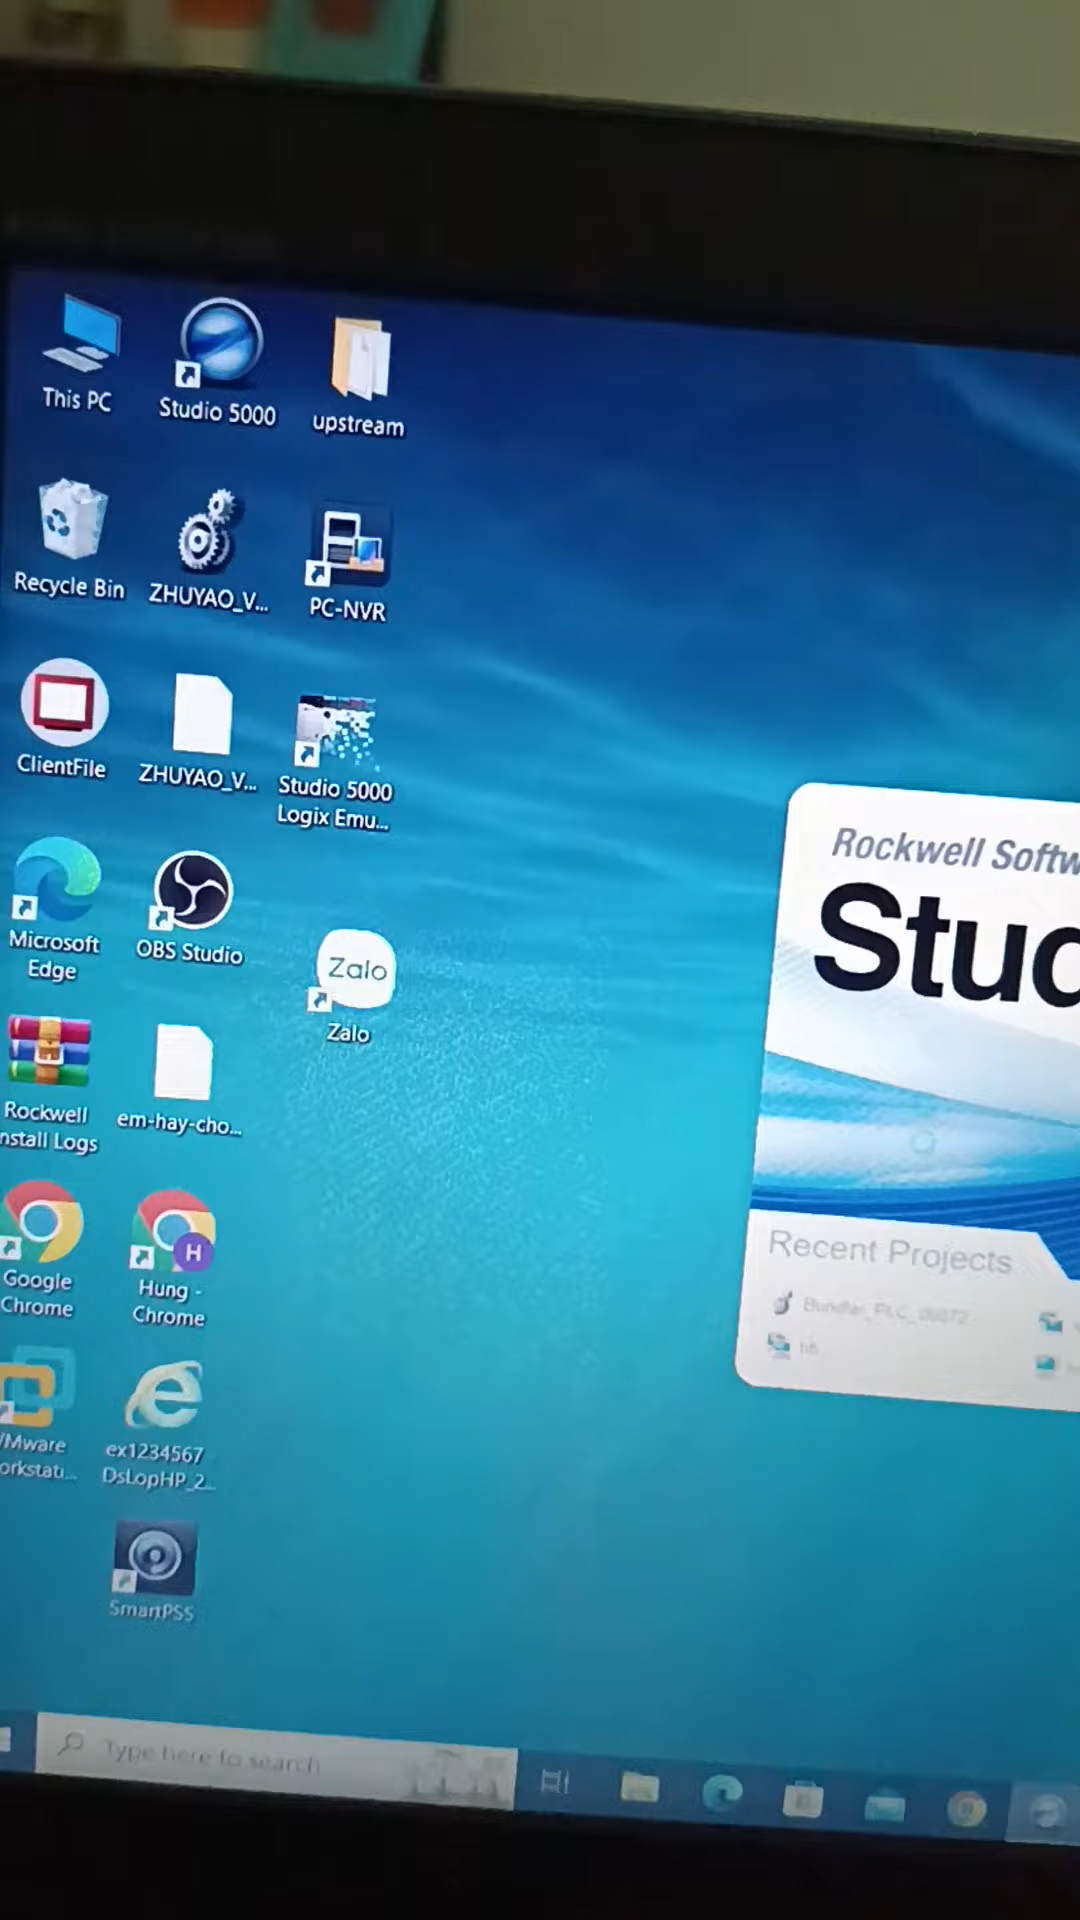 This PC
Studio 5000
upstream
Recycle Bin
ZHUYAO_V...
PC-NVR
ClientFile
ZHUYAO_V...
Studio 5000
Logix Emu...
Microsoft
Edge
OBS Studio
Zalo
Zalo
Rockwell
nstall Logs
em-hay-cho...
Google
Chrome
H
Hung -
Chrome
Mware
orkstati...
ex1234567
DsLopHP_2...
SmartPSS
Rockwell Softw
Stud
Recent Projects
Type here to search